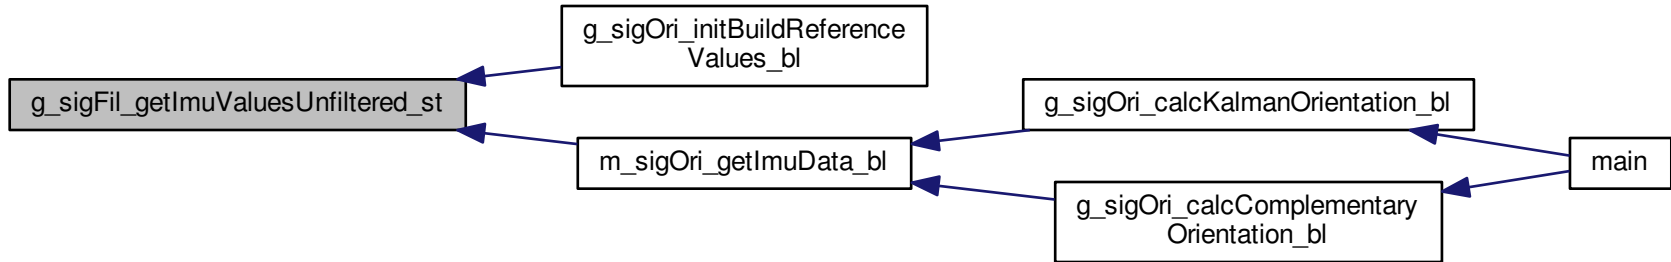 g_sigFil_getImuValuesUnfiltered_st
g_sigOri_initBuildReference
Values_bl
m_sigOri_getImuData_bl
g_sigOri_calcKalmanOrientation_bl
g_sigOri_calcComplementary
Orientation_bl
main